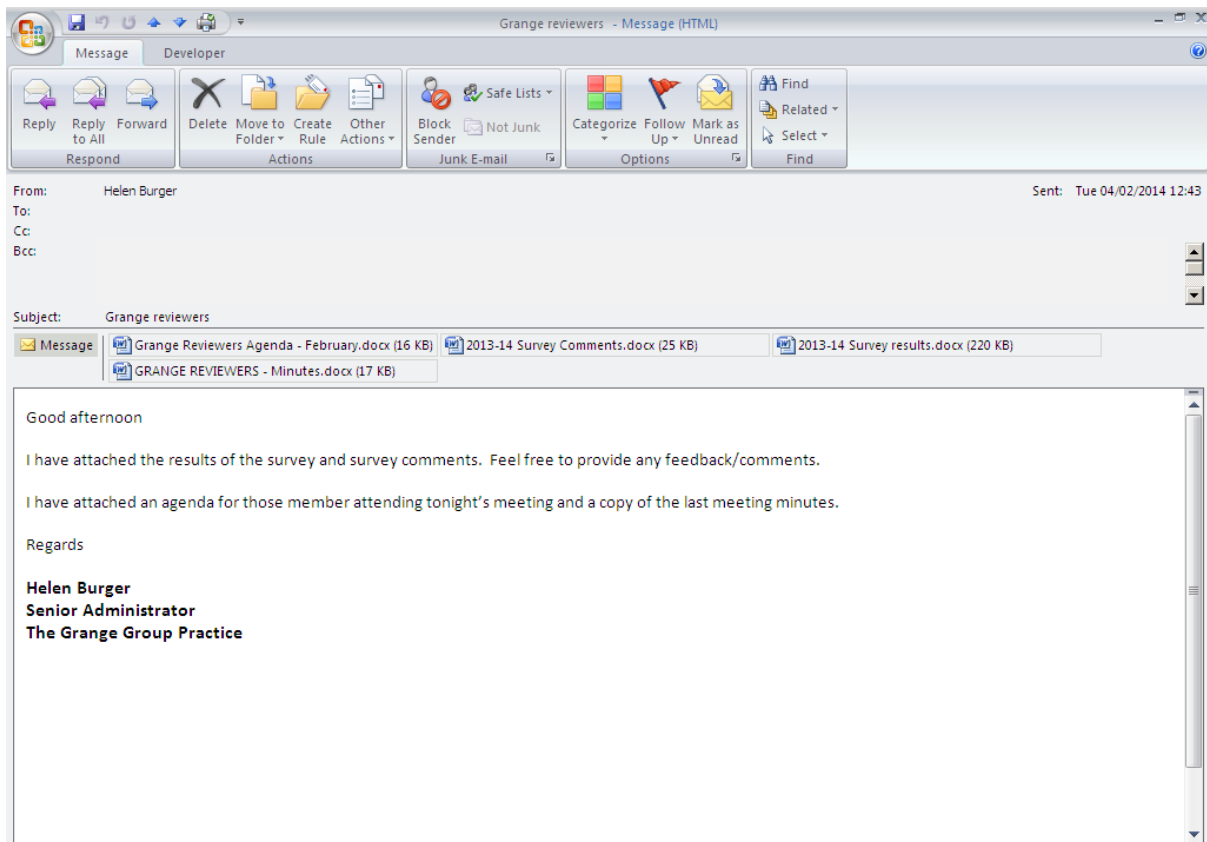 Grange reviewers - Message (HTML)
Message Developer
Reply Reply to All Forward
Delete Move to Folder Create Rule Other Actions
Block Sender Safe Lists Not Junk
Categorize Follow Up Mark as Unread
Find Related Select
Respond Actions Junk E-mail Options Find
From: Helen Burger Sent: Tue 04/02/2014 12:43
To:
Cc:
Bcc:
Subject: Grange reviewers
Message Grange Reviewers Agenda - February.docx (16 KB) 2013-14 Survey Comments.docx (25 KB) 2013-14 Survey results.docx (220 KB)
GRANGE REVIEWERS - Minutes.docx (17 KB)
Good afternoon
I have attached the results of the survey and survey comments.  Feel free to provide any feedback/comments.
I have attached an agenda for those member attending tonight's meeting and a copy of the last meeting minutes.
Regards
Helen Burger
Senior Administrator
The Grange Group Practice